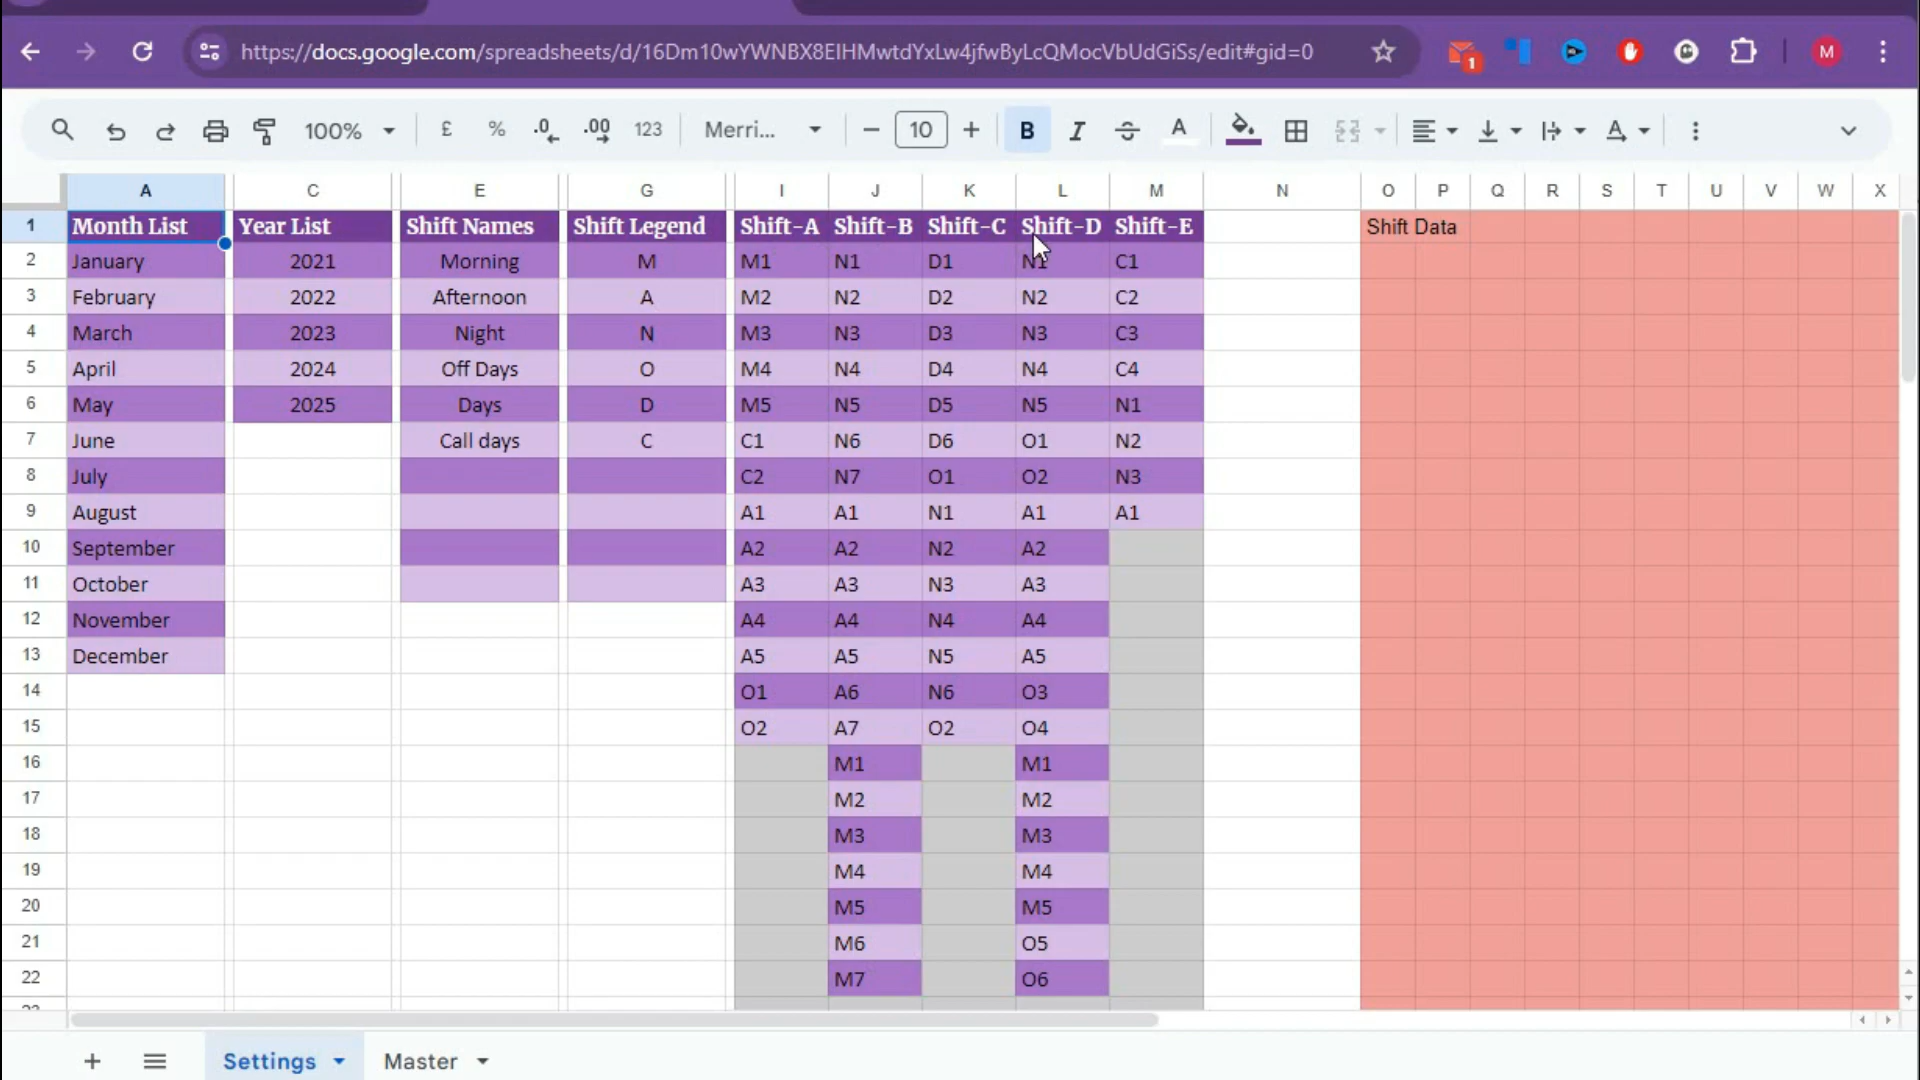 https://docs.google.com/spreadsheets/d/16Dm10wYWNBX8EIHMwtdYxLw4jfwByLcQMocVbUdGiSs/edit#gid=0 1 M
100% £ % .0 .00 123 Merri... 10 B I S A A
A C E G I J K L M N O P Q R S T U V W X
1 Month List Year List Shift Names Shift Legend Shift-A Shift-B Shift-C Shift-D Shift-E Shift Data
2 January 2021 Morning M M1 N1 D1 N1 C1
3 February 2022 Afternoon A M2 N2 D2 N2 C2
4 March 2023 Night N M3 N3 D3 N3 C3
5 April 2024 Off Days O M4 N4 D4 N4 C4
6 May 2025 Days D M5 N5 D5 N5 N1
7 June Call days C C1 N6 D6 O1 N2
8 July C2 N7 O1 O2 N3
9 August A1 A1 N1 A1 A1
10 September A2 A2 N2 A2
11 October A3 A3 N3 A3
12 November A4 A4 N4 A4
13 December A5 A5 N5 A5
14 O1 A6 N6 O3
15 O2 A7 O2 O4
16 M1 M1
17 M2 M2
18 M3 M3
19 M4 M4
20 M5 M5
21 M6 O5
22 M7 O6
Settings Master